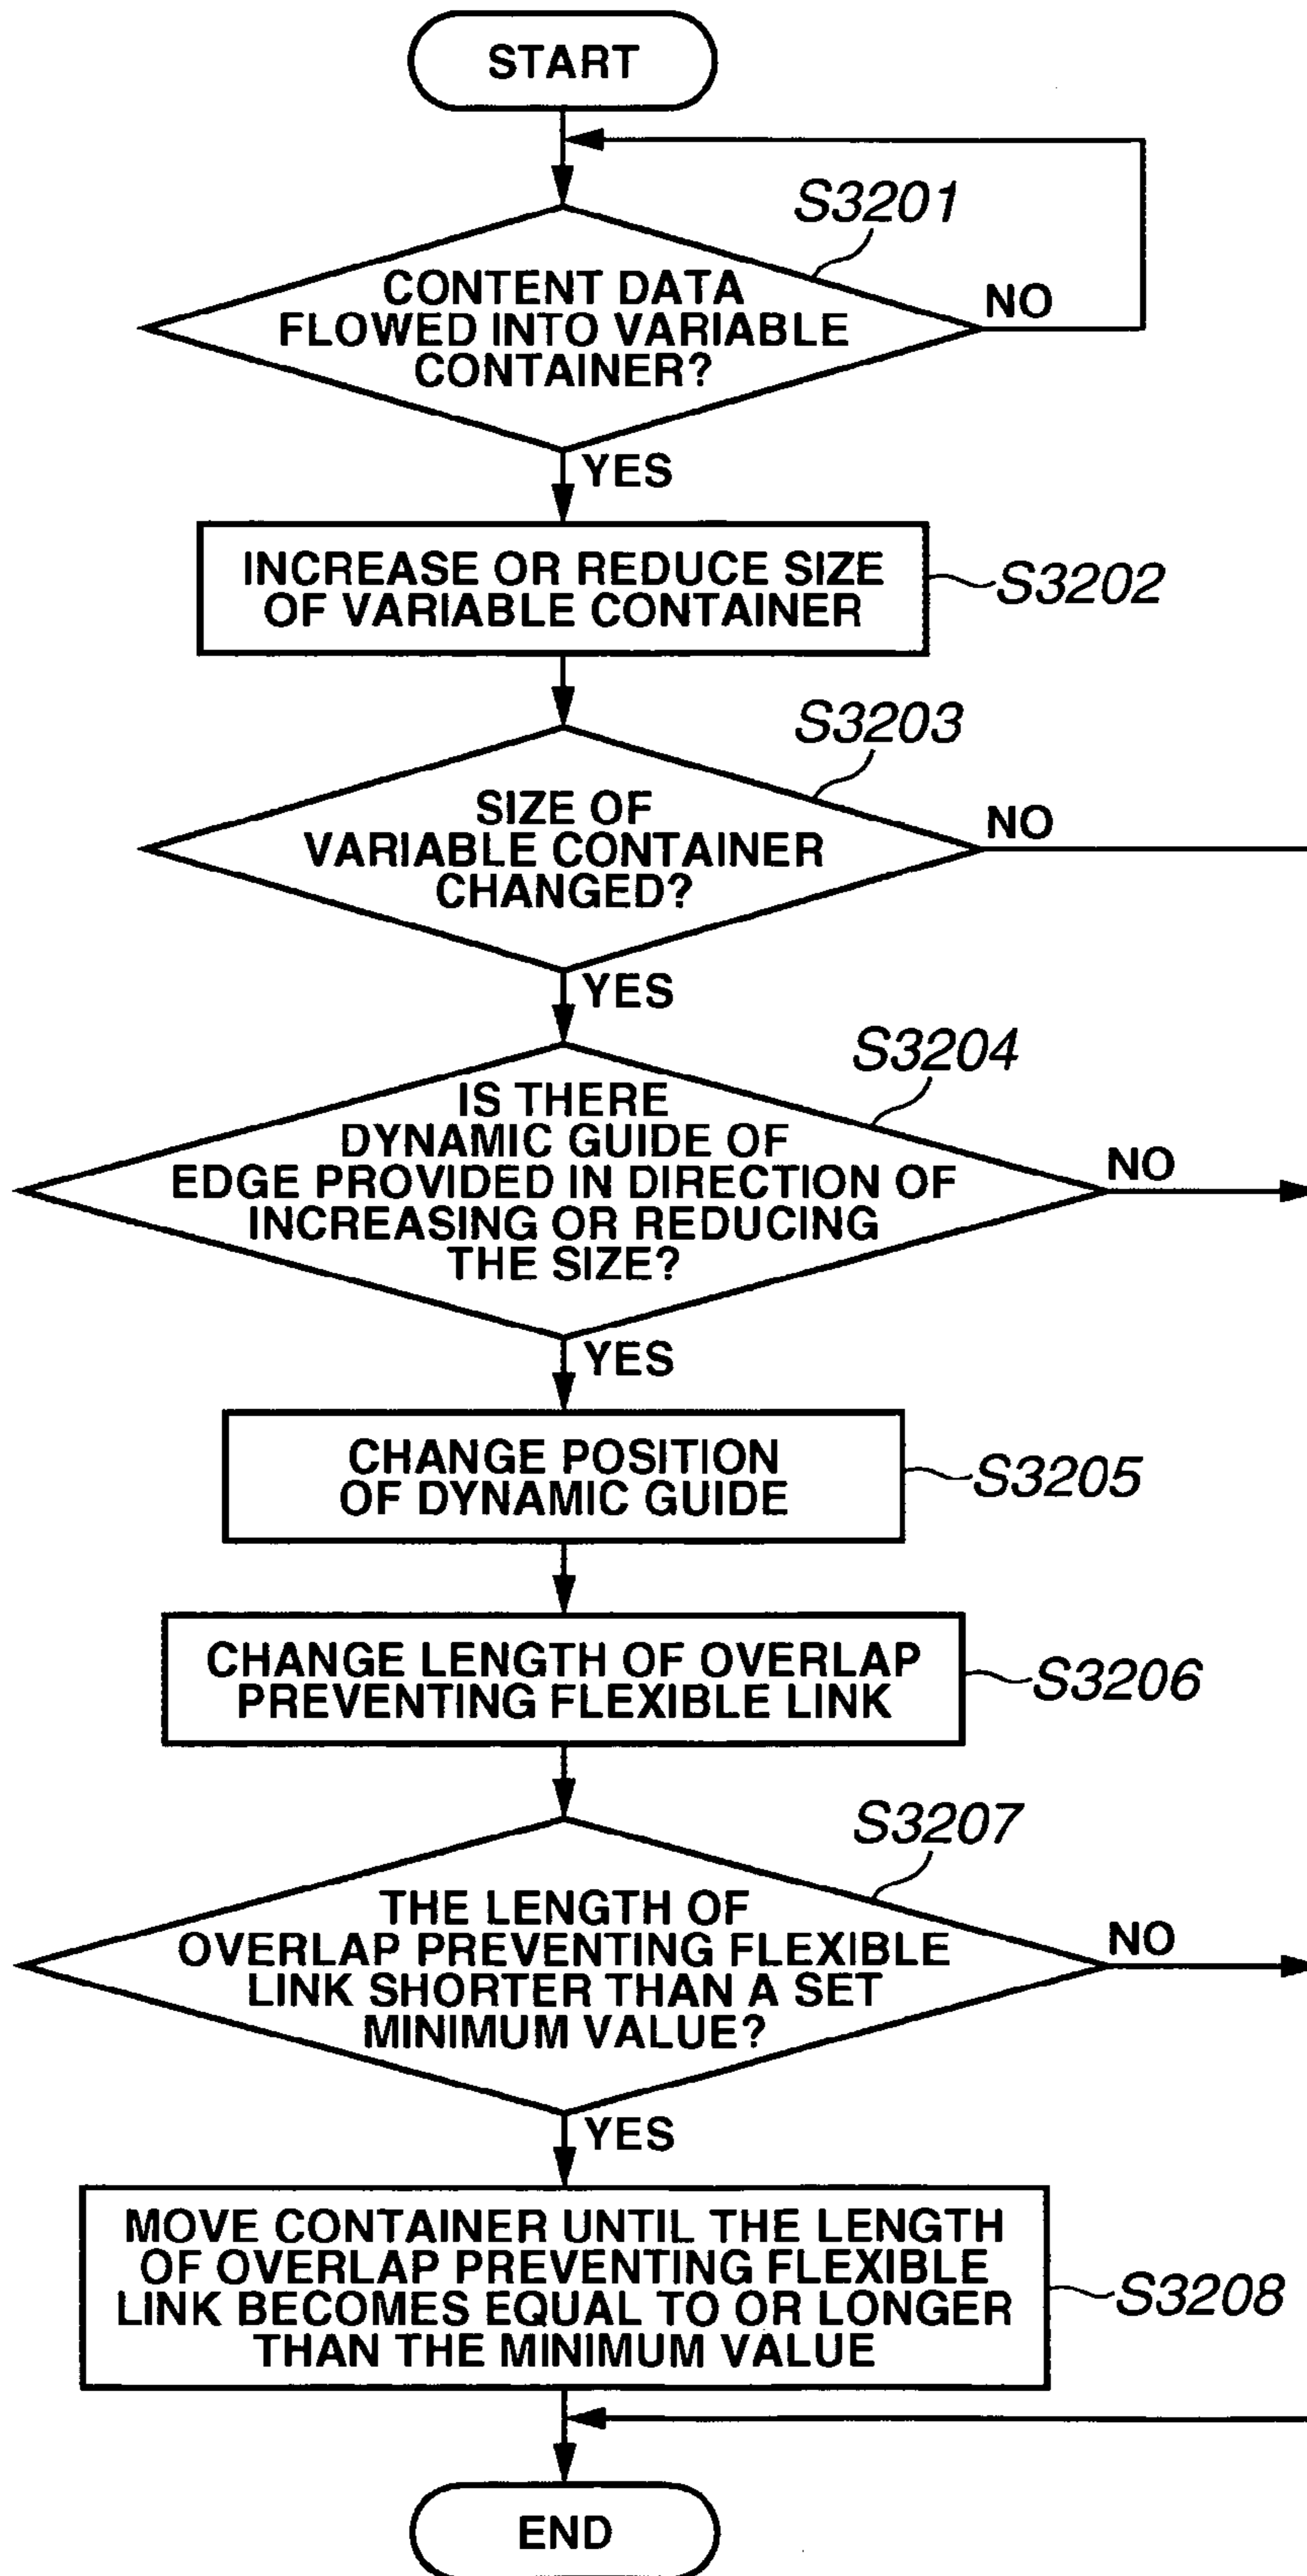 START
S3201
CONTENT DATA
FLOWED INTO VARIABLE
CONTAINER?
NO
YES
INCREASE OR REDUCE SIZE
OF VARIABLE CONTAINER
S3202
S3203
SIZE OF
VARIABLE CONTAINER
CHANGED?
NO
YES
S3204
IS THERE
DYNAMIC GUIDE OF
EDGE PROVIDED IN DIRECTION OF
INCREASING OR REDUCING
THE SIZE?
NO
YES
CHANGE POSITION
OF DYNAMIC GUIDE
S3205
CHANGE LENGTH OF OVERLAP
PREVENTING FLEXIBLE LINK
S3206
S3207
THE LENGTH OF
OVERLAP PREVENTING FLEXIBLE
LINK SHORTER THAN A SET
MINIMUM VALUE?
NO
YES
MOVE CONTAINER UNTIL THE LENGTH
OF OVERLAP PREVENTING FLEXIBLE
LINK BECOMES EQUAL TO OR LONGER
THAN THE MINIMUM VALUE
S3208
END